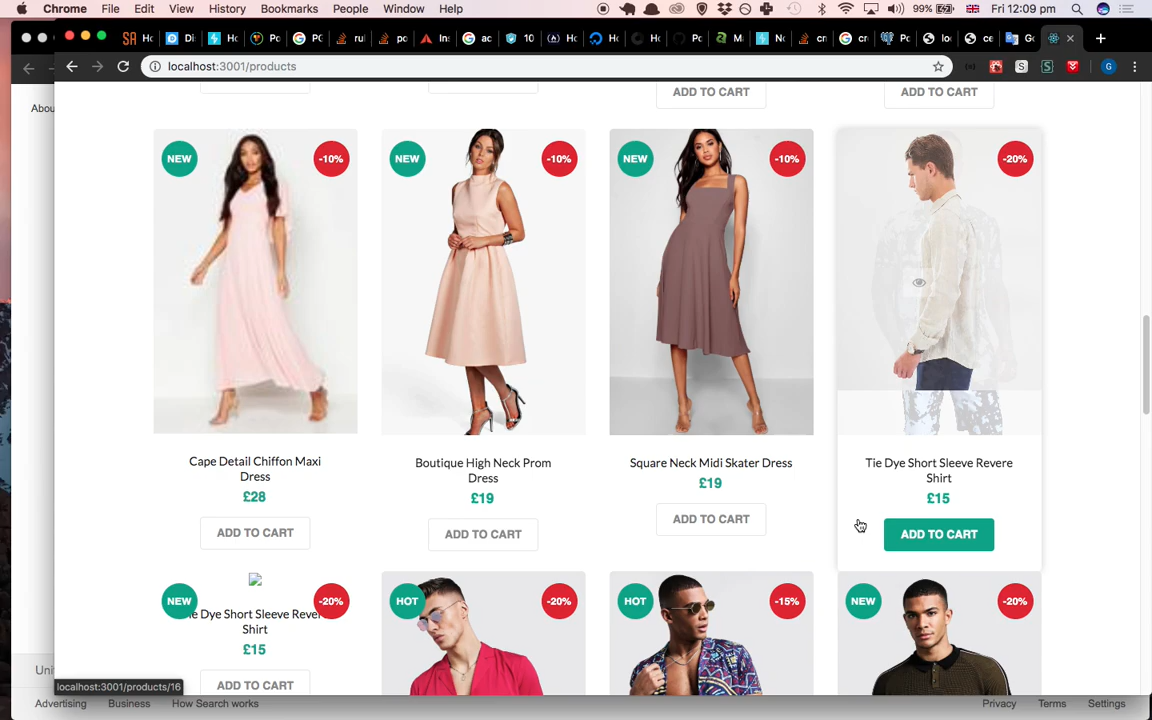 Chrome File Edit View History Bookmarks People Window Help 99% Fri 12:09 pm
localhost:3001/products
Abou
ADD TO CART ADD TO CART
NEW -10% NEW -10% NEW -10% -20%
Cape Detail Chiffon Maxi
Dress
£28
ADD TO CART
Boutique High Neck Prom
Dress
£19
ADD TO CART
Square Neck Midi Skater Dress
£19
ADD TO CART
Tie Dye Short Sleeve Revere
Shirt
£15
ADD TO CART
NEW -20% HOT -20% HOT -15% NEW -20%
e Dye Short Sleeve Rever
Shirt
£15
ADD TO CART
Unit
localhost:3001/products/16
Advertising Business How Search works Privacy Terms Settings